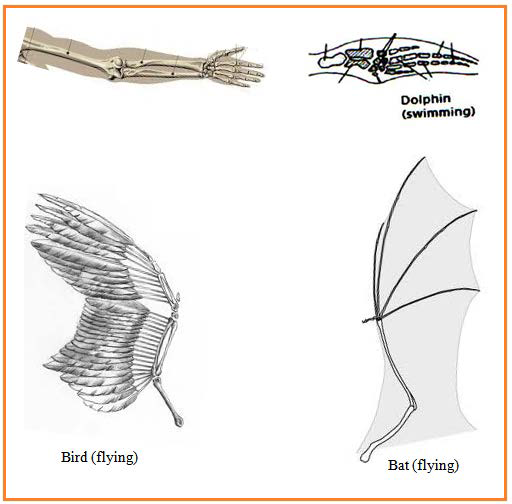 Dolphin
(swimming)
Bird (flying)
Bat (flying)